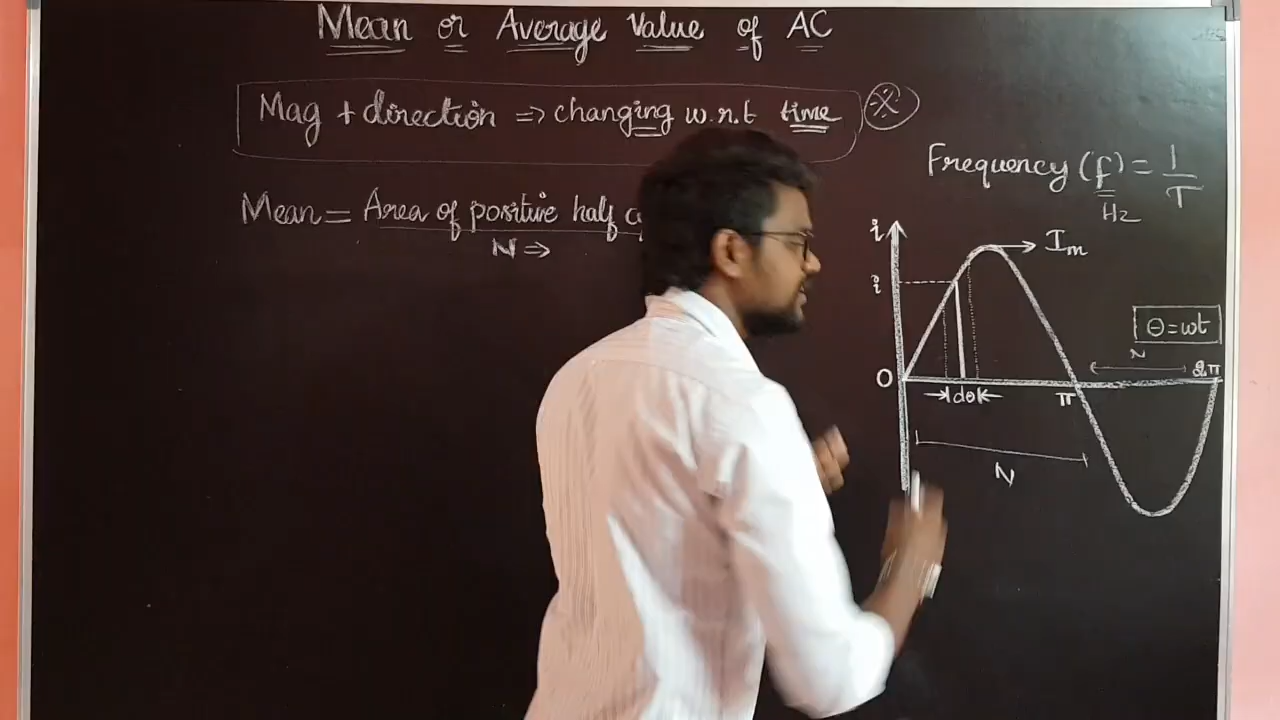 Mean or Average Value of AC
Mag + direction ⇒ changing w.r.t time
Mean = Area of positive half
N ⇒
Frequency (f) = 1/T
Hz
i
Im
i
θ = ωt
N
0
dθ
π
2π
N